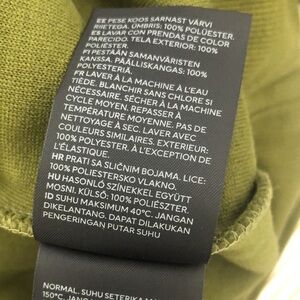 EE PESE KOOS SARNAST VÄRVI
RIIETEGA. ÜMBRIS: 100% POLÜESTER.
ES LAVAR CON PRENDAS DE COLOR
PARECIDO. TELA EXTERIOR: 100%
POLIÉSTER.
FI PESTÄÄN SAMANVÄRISTEN
KANSSA. PÄÄLLISKANGAS: 100%
POLYESTERIÄ.
FR LAVER À LA MACHINE À L'EAU
TIÈDE. BLANCHIR SANS CHLORE SI
NÉCESSAIRE. SÉCHER À LA MACHINE
CYCLE MOYEN. REPASSER À
TEMPÉRATURE MOYENNE. PAS DE
NETTOYAGE À SEC. LAVER AVEC
COULEURS SIMILAIRES. EXTERIEUR:
100% POLYESTER. À L'EXCEPTION DE
L'ÉLASTIQUE.
HR PRATI SA SLIČNIM BOJAMA. LICE:
100% POLIESTERSKO VLAKNO.
HU HASONLÓ SZÍNEKKEL EGYÜTT
MOSNI. KÜLSŐ: 100% POLIÉSZTER.
ID SUHU MAKSIMUM 40°C. JANGAN
DIKELANTANG. DAPAT DILAKUKAN
PENGERINGAN PUTAR SUHU
NORMAL. SUHU SETERIKA
150°C. JANGAN